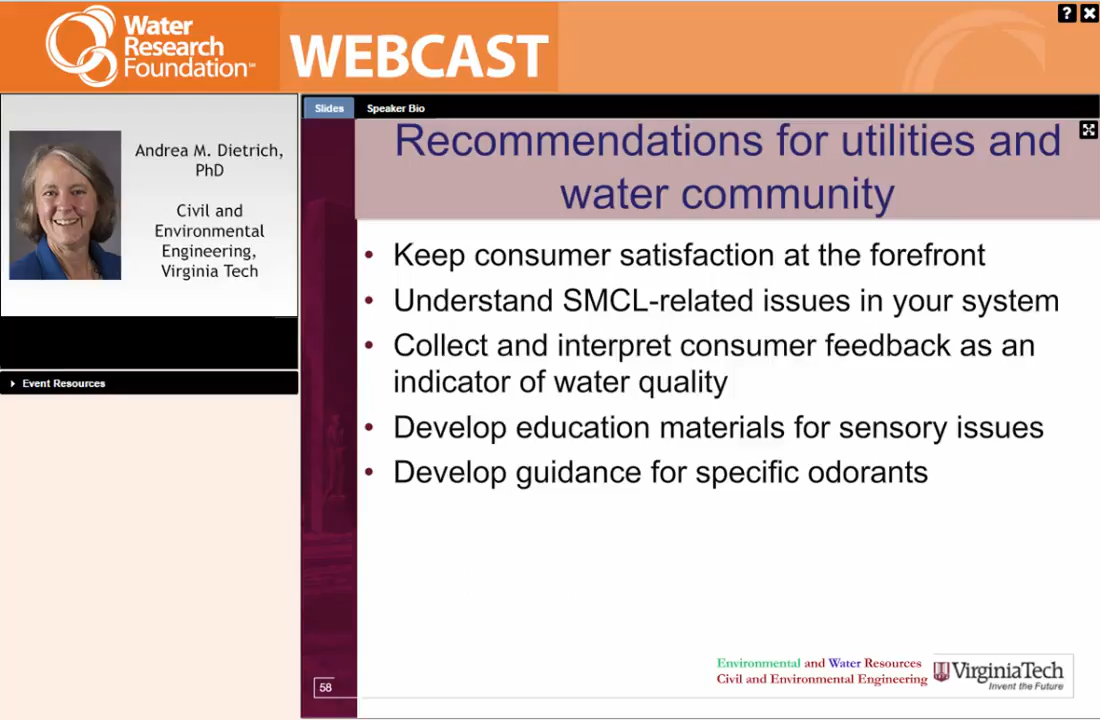 Water
Research
Foundation℠
WEBCAST
?
Andrea M. Dietrich,
PhD
Civil and
Environmental
Engineering,
Virginia Tech
Event Resources
Slides
Speaker Bio
Recommendations for utilities and
water community
• Keep consumer satisfaction at the forefront
• Understand SMCL-related issues in your system
• Collect and interpret consumer feedback as an
indicator of water quality
• Develop education materials for sensory issues
• Develop guidance for specific odorants
58
Environmental and Water Resources
Civil and Environmental Engineering
VirginiaTech
Invent the Future